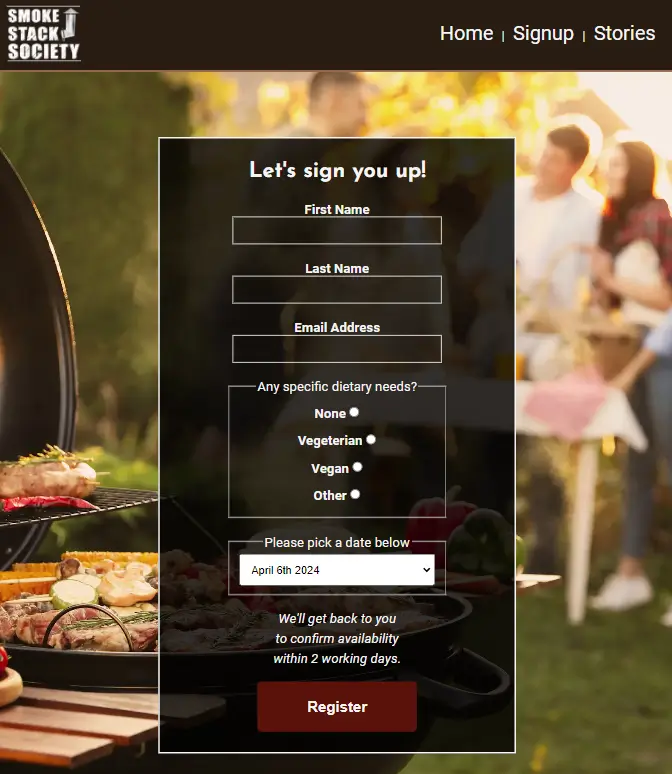 SMOKE
STACK
SOCIETY
Home | Signup | Stories
Let's sign you up!
First Name
Last Name
Email Address
Any specific dietary needs?
None
Vegeterian
Vegan
Other
Please pick a date below
April 6th 2024
We'll get back to you
to confirm availability
within 2 working days.
Register